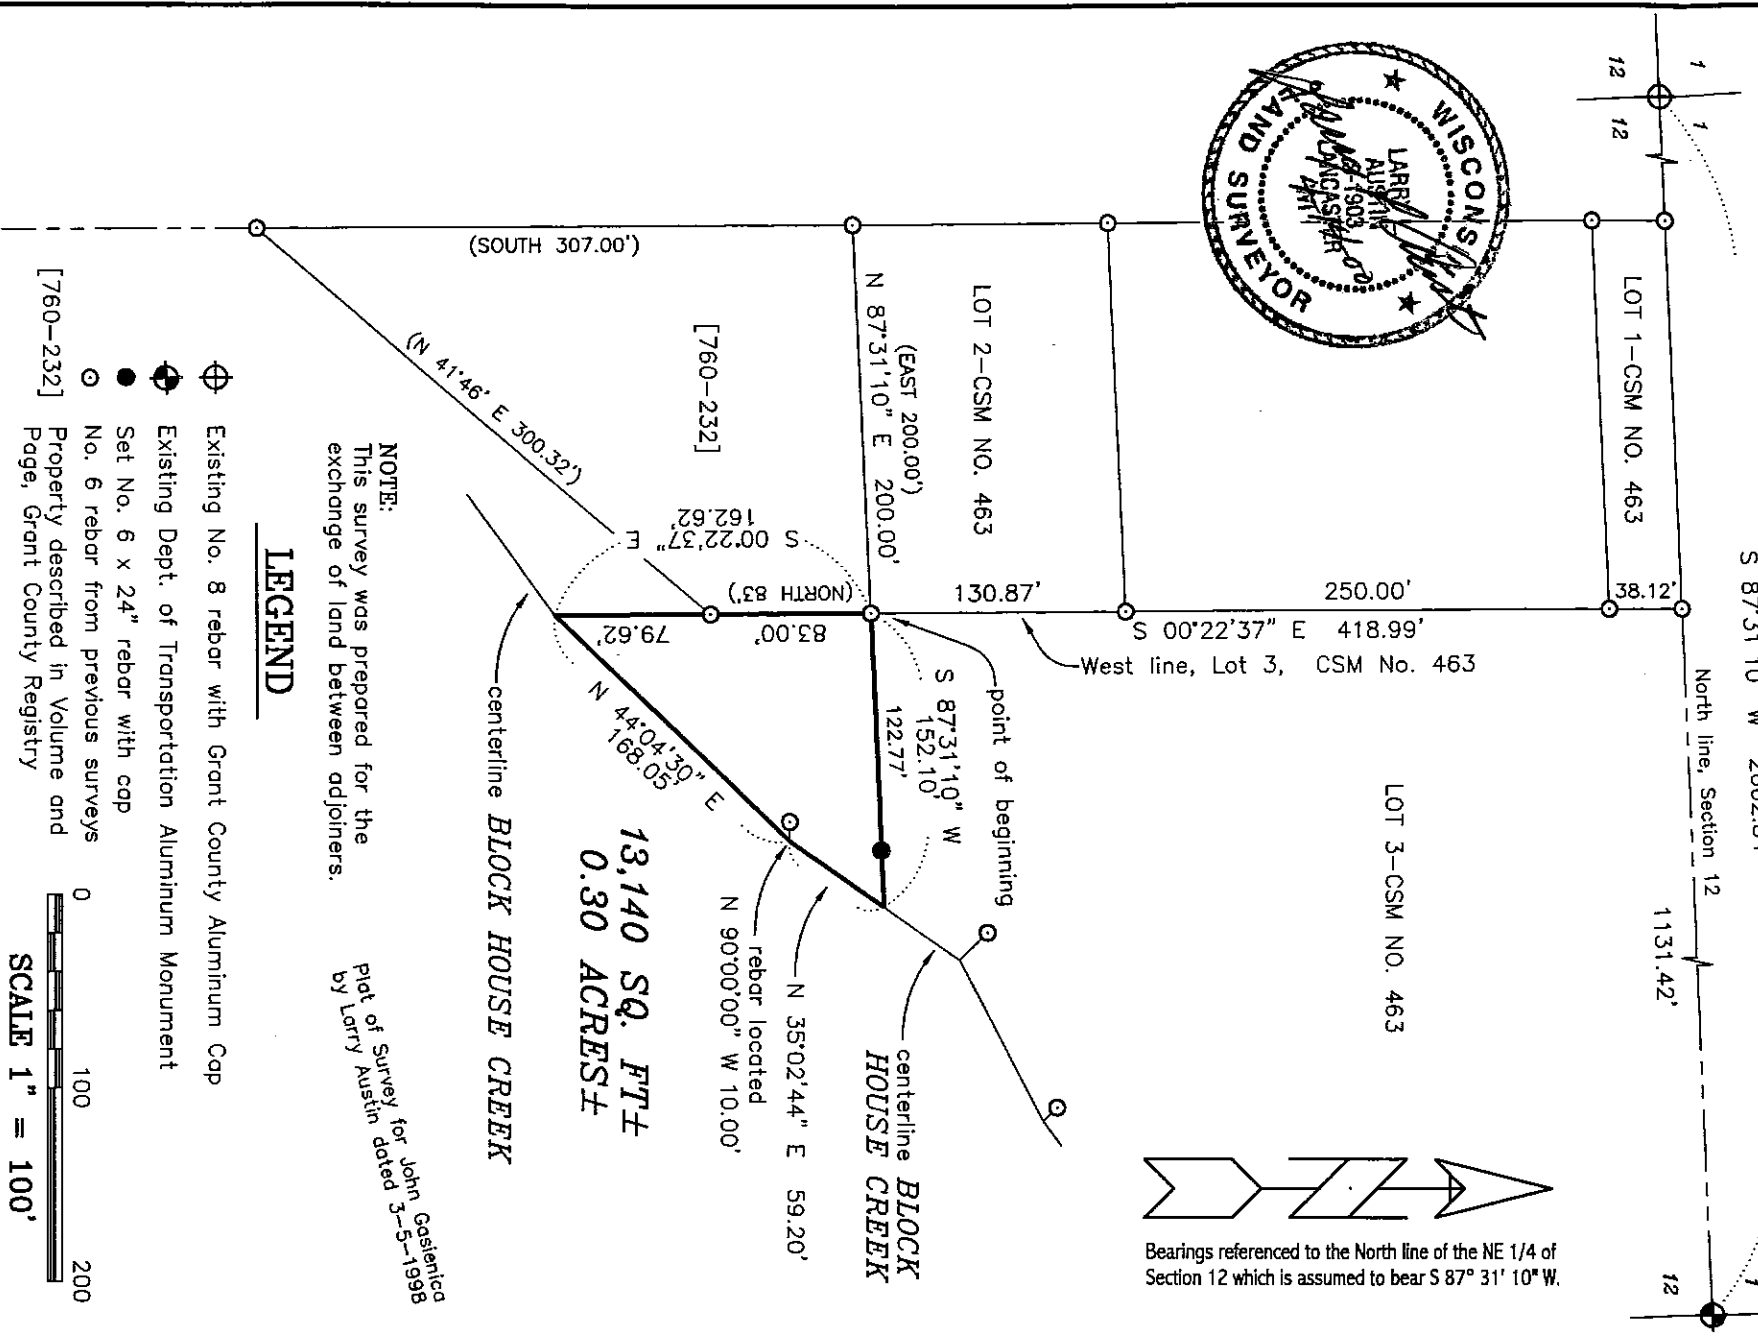 1
12
1
12
WISCONSIN
LAND SURVEYOR
LARRY
AUSTIN
LANCASTER
LOT 1-CSM NO. 463
38.12'
North line, Section 12
1131.42'
12
250.00'
S 00°22'37" E 418.99'
West line, Lot 3, CSM No. 463
LOT 3-CSM NO. 463
LOT 2-CSM NO. 463
130.87'
(EAST 200.00')
N 87°31'10" E 200.00'
point of beginning
S 87°31'10" W
152.10'
122.77'
(SOUTH 307.00')
[760-232]
(N 41°46' E 300.32')
S 00°22'37" E
162.62'
(NORTH 83')
83.00'
79.62'
N 44°04'30" E
168.05'
centerline BLOCK
HOUSE CREEK
N 35°02'44" E 59.20'
rebar located
N 90°00'00" W 10.00'
13,140 SQ. FT±
0.30 ACRES±
centerline BLOCK HOUSE CREEK
NOTE:
This survey was prepared for the
exchange of land between adjoiners.
Plat of Survey for John Gasienica
by Larry Austin dated 3-5-1998
LEGEND
Existing No. 8 rebar with Grant County Aluminum Cap
Existing Dept. of Transportation Aluminum Monument
Set No. 6 x 24" rebar with cap
No. 6 rebar from previous surveys
[760-232] Property described in Volume and
Page, Grant County Registry
0 100 200
SCALE 1" = 100'
Bearings referenced to the North line of the NE 1/4 of
Section 12 which is assumed to bear S 87° 31' 10" W.